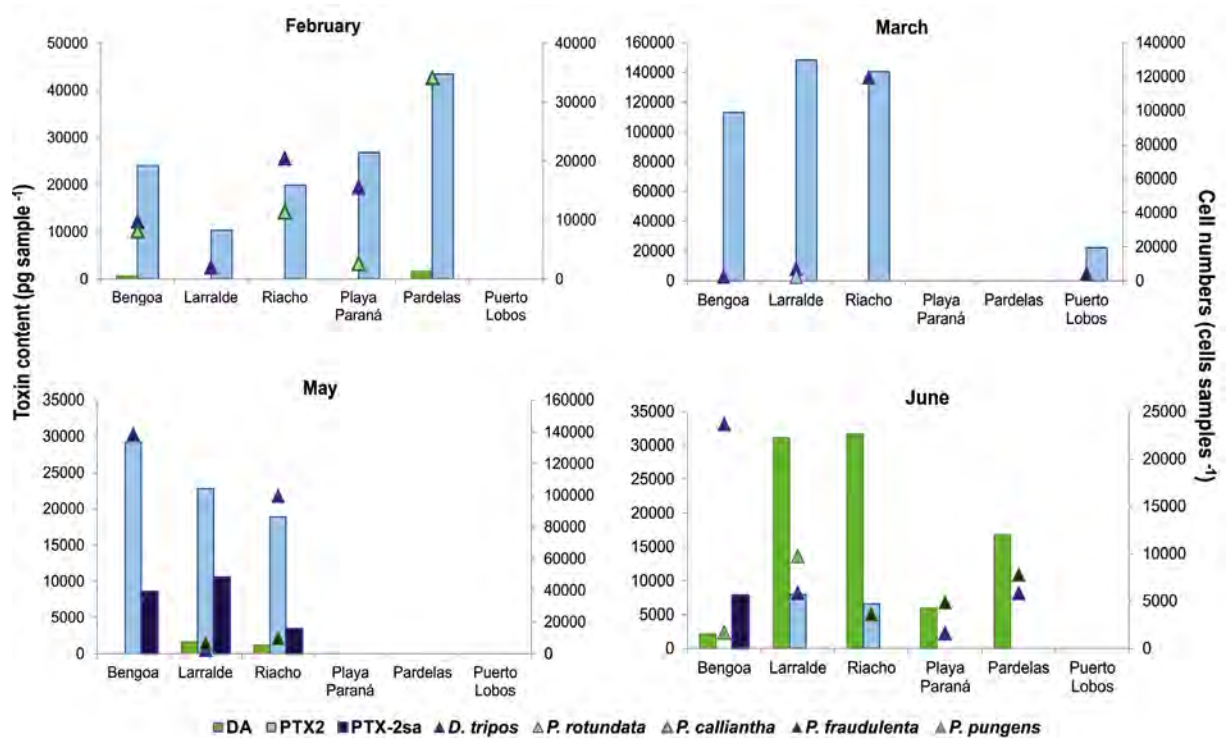 February
March
50000
40000
30000
20000
10000
0
40000
30000
20000
10000
0
Bengoa
Larralde
Riacho
Playa
Paraná
Pardelas
Puerto
Lobos
160000
140000
120000
100000
80000
60000
40000
20000
0
140000
120000
100000
80000
60000
40000
20000
0
Bengoa
Larralde
Riacho
Playa
Paraná
Pardelas
Puerto
Lobos
Toxin content (pg sample -1)
Cell numbers (cells samples -1)
May
June
35000
30000
25000
20000
15000
10000
5000
0
160000
140000
120000
100000
80000
60000
40000
20000
0
Bengoa
Larralde
Riacho
Playa
Paraná
Pardelas
Puerto
Lobos
35000
30000
25000
20000
15000
10000
5000
0
25000
20000
15000
10000
5000
0
Bengoa
Larralde
Riacho
Playa
Paraná
Pardelas
Puerto
Lobos
DA PTX2 PTX-2sa D. tripos P. rotundata P. calliantha P. fraudulenta P. pungens